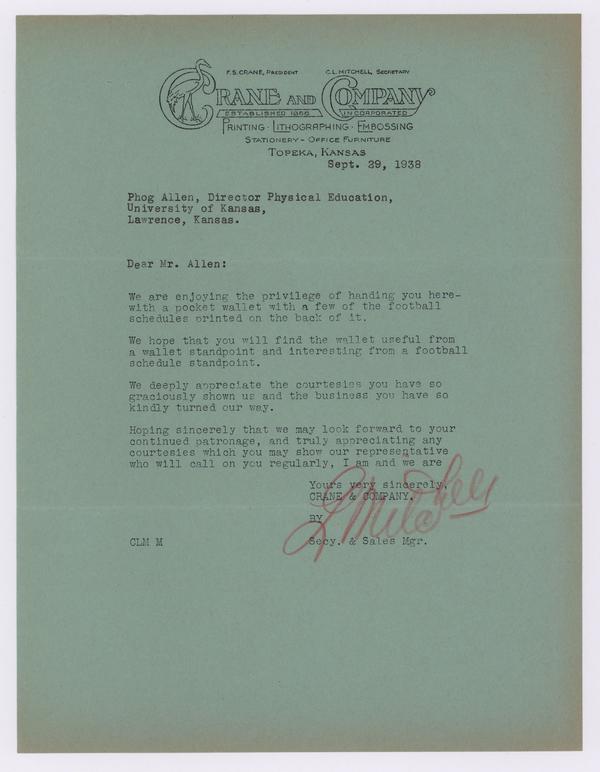 F. S. CRANE, PRESIDENT C. L. MITCHELL, SECRETARY
CRANE AND COMPANY
ESTABLISHED 1868 INCORPORATED
PRINTING · LITHOGRAPHING · EMBOSSING
STATIONERY - OFFICE FURNITURE
TOPEKA, KANSAS
Sept. 29, 1938
Phog Allen, Director Physical Education,
University of Kansas,
Lawrence, Kansas.
Dear Mr. Allen:
We are enjoying the privilege of handing you here-
with a pocket wallet with a few of the football
schedules printed on the back of it.
We hope that you will find the wallet useful from
a wallet standpoint and interesting from a football
schedule standpoint.
We deeply appreciate the courtesies you have so
graciously shown us and the business you have so
kindly turned our way.
Hoping sincerely that we may look forward to your
continued patronage, and truly appreciating any
courtesies which you may show our representative
who will call on you regularly, I am and we are
Yours very sincerely,
CRANE & COMPANY.
BY
L Mitchell
CLM M Secy. & Sales Mgr.